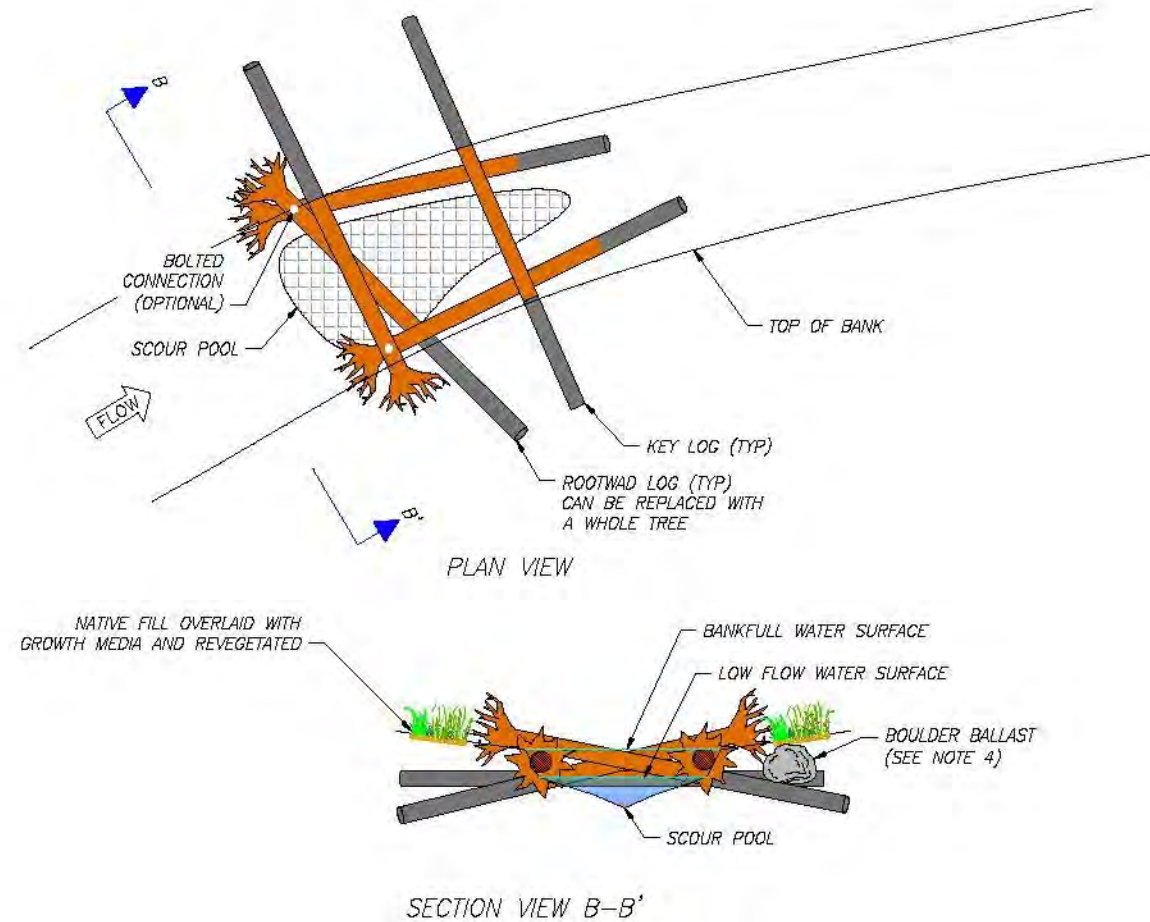 B
BOLTED
CONNECTION
(OPTIONAL)
SCOUR POOL
FLOW
TOP OF BANK
KEY LOG (TYP)
ROOTWAD LOG (TYP)
CAN BE REPLACED WITH
A WHOLE TREE
B'
PLAN VIEW
NATIVE FILL OVERLAID WITH
GROWTH MEDIA AND REVEGETATED
BANKFULL WATER SURFACE
LOW FLOW WATER SURFACE
BOULDER BALLAST
(SEE NOTE 4)
SCOUR POOL
SECTION VIEW B-B'